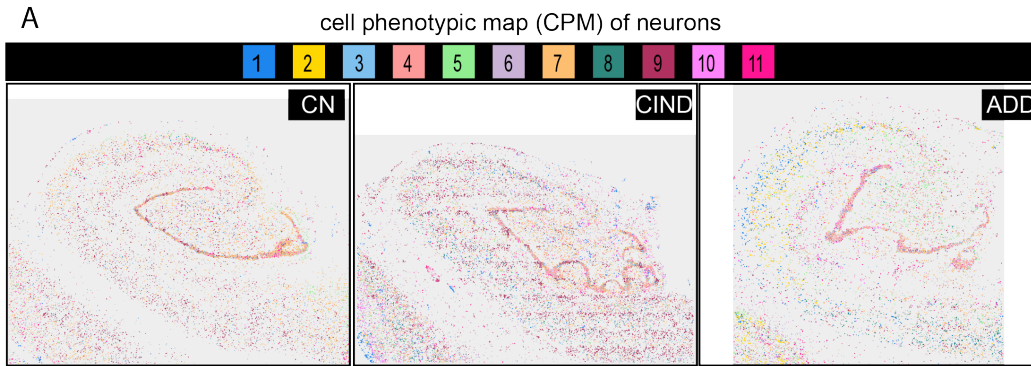 A
cell phenotypic map (CPM) of neurons
1 2 3 4 5 6 7 8 9 10 11
CN CIND ADD